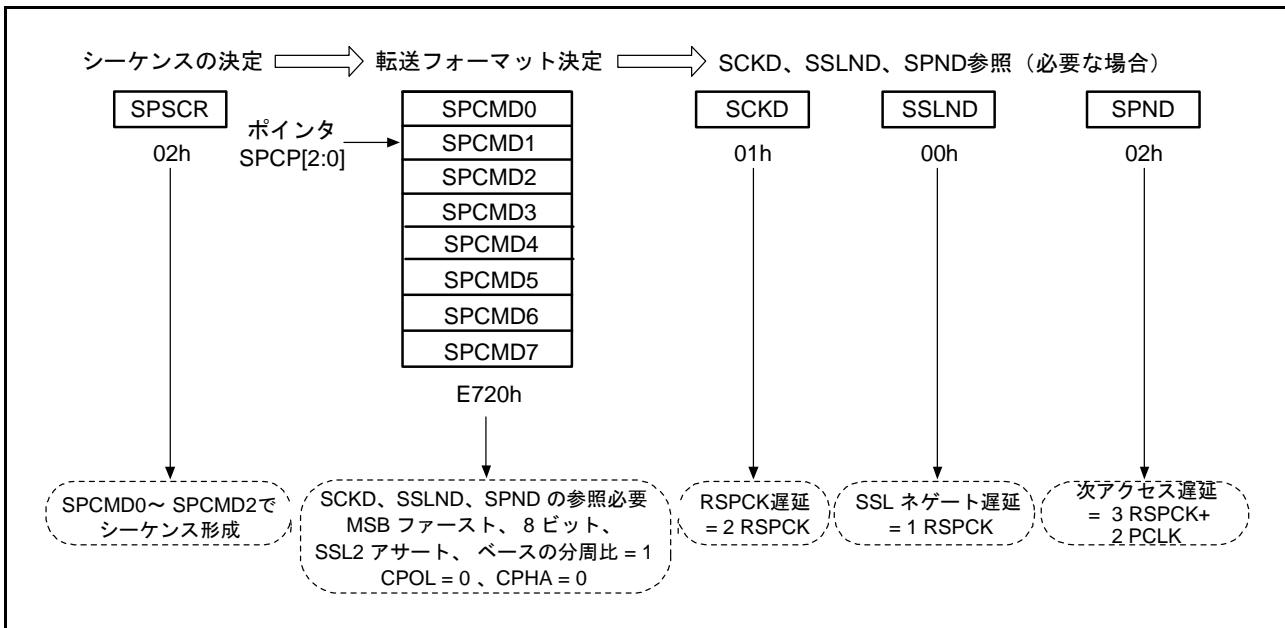 シーケンスの決定 転送フォーマット決定 SCKD、SSLND、SPND参照（必要な場合）
SPSCR
02h
ポインタ
SPCP[2:0]
SPCMD0
SPCMD1
SPCMD2
SPCMD3
SPCMD4
SPCMD5
SPCMD6
SPCMD7
E720h
SCKD
01h
SSLND
00h
SPND
02h
SPCMD0～ SPCMD2で
シーケンス形成
SCKD、SSLND、SPND の参照必要
MSB ファースト、 8 ビット、
SSL2 アサート、 ベースの分周比 = 1
CPOL = 0 、CPHA = 0
RSPCK遅延
= 2 RSPCK
SSL ネゲート遅延
= 1 RSPCK
次アクセス遅延
= 3 RSPCK+
2 PCLK